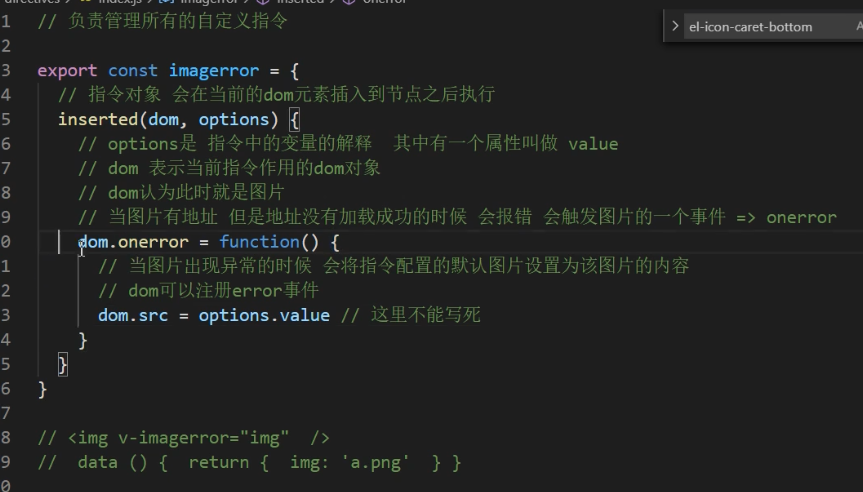 directives index.js imagerror inserted onerror
el-icon-caret-bottom
1 // 负责管理所有的自定义指令
2
3 export const imagerror = {
4 // 指令对象 会在当前的dom元素插入到节点之后执行
5 inserted(dom, options) {
6 // options是 指令中的变量的解释 其中有一个属性叫做 value
7 // dom 表示当前指令作用的dom对象
8 // dom认为此时就是图片
9 // 当图片有地址 但是地址没有加载成功的时候 会报错 会触发图片的一个事件 => onerror
0 dom.onerror = function() {
1 // 当图片出现异常的时候 会将指令配置的默认图片设置为该图片的内容
2 // dom可以注册error事件
3 dom.src = options.value // 这里不能写死
4 }
5 }
6 }
7
8 // <img v-imagerror="img" />
9 // data () { return { img: 'a.png' } }
0